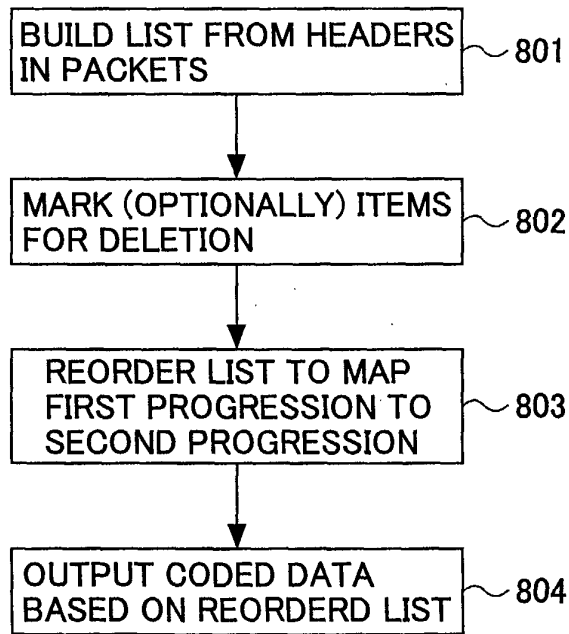 BUILD LIST FROM HEADERS
IN PACKETS
801
MARK (OPTIONALLY) ITEMS
FOR DELETION
802
REORDER LIST TO MAP
FIRST PROGRESSION TO
SECOND PROGRESSION
803
OUTPUT CODED DATA
BASED ON REORDERD LIST
804